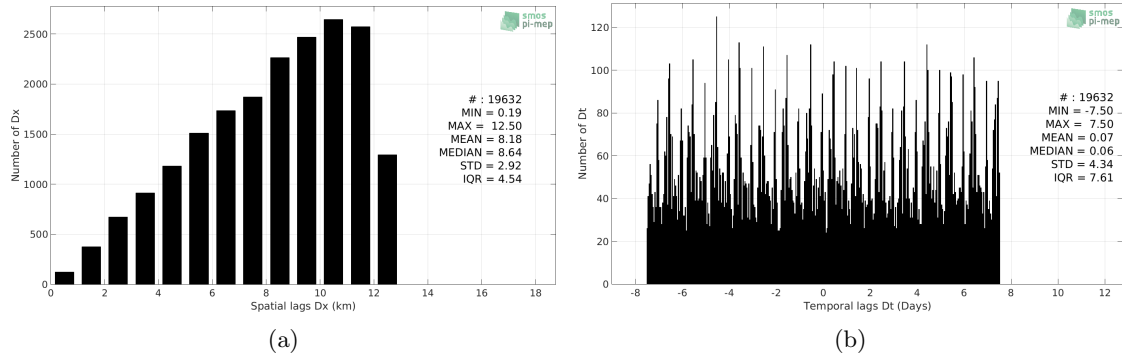 smos
pi-mep
Number of Dx
2500
2000
1500
1000
500
0
# : 19632
MIN = 0.19
MAX = 12.50
MEAN = 8.18
MEDIAN = 8.64
STD = 2.92
IQR = 4.54
0 2 4 6 8 10 12 14 16 18
Spatial lags Dx (km)
(a)
smos
pi-mep
Number of Dt
120
100
80
60
40
20
0
# : 19632
MIN = -7.50
MAX = 7.50
MEAN = 0.07
MEDIAN = 0.06
STD = 4.34
IQR = 7.61
-8 -6 -4 -2 0 2 4 6 8 10 12
Temporal lags Dt (Days)
(b)